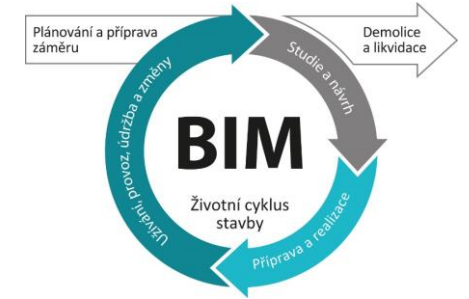 Plánování a příprava
záměru
Demolice
a likvidace
Studie a návrh
Užívání, provoz, údržba a změny
BIM
Životní cyklus
stavby
Příprava a realizace